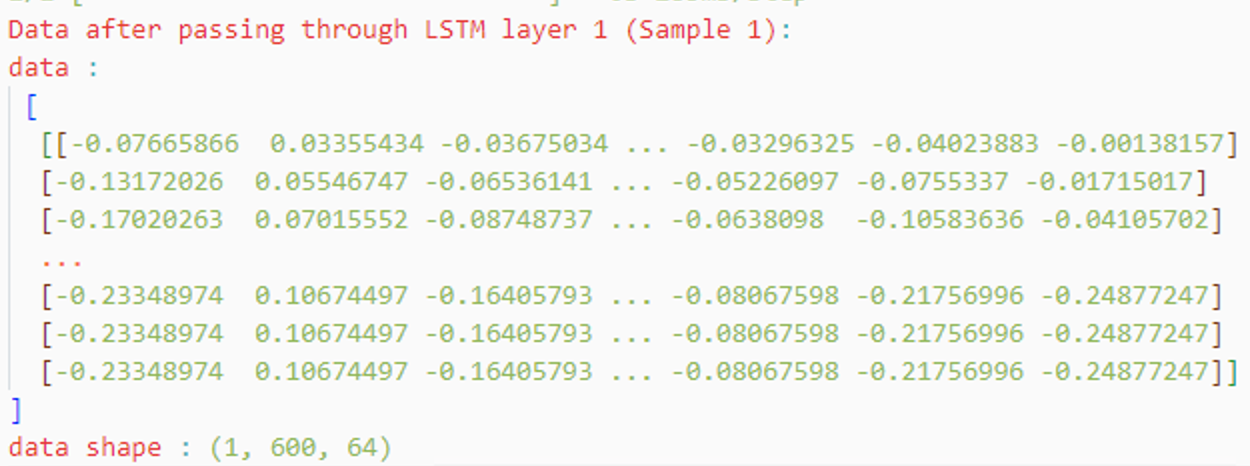 Data after passing through LSTM layer 1 (Sample 1):
data :
[
[[-0.07665866  0.03355434 -0.03675034 ... -0.03296325 -0.04023883 -0.00138157]
[-0.13172026  0.05546747 -0.06536141 ... -0.05226097 -0.0755337 -0.01715017]
[-0.17020263  0.07015552 -0.08748737 ... -0.0638098  -0.10583636 -0.04105702]
...
[-0.23348974  0.10674497 -0.16405793 ... -0.08067598 -0.21756996 -0.24877247]
[-0.23348974  0.10674497 -0.16405793 ... -0.08067598 -0.21756996 -0.24877247]
[-0.23348974  0.10674497 -0.16405793 ... -0.08067598 -0.21756996 -0.24877247]]
]
data shape : (1, 600, 64)